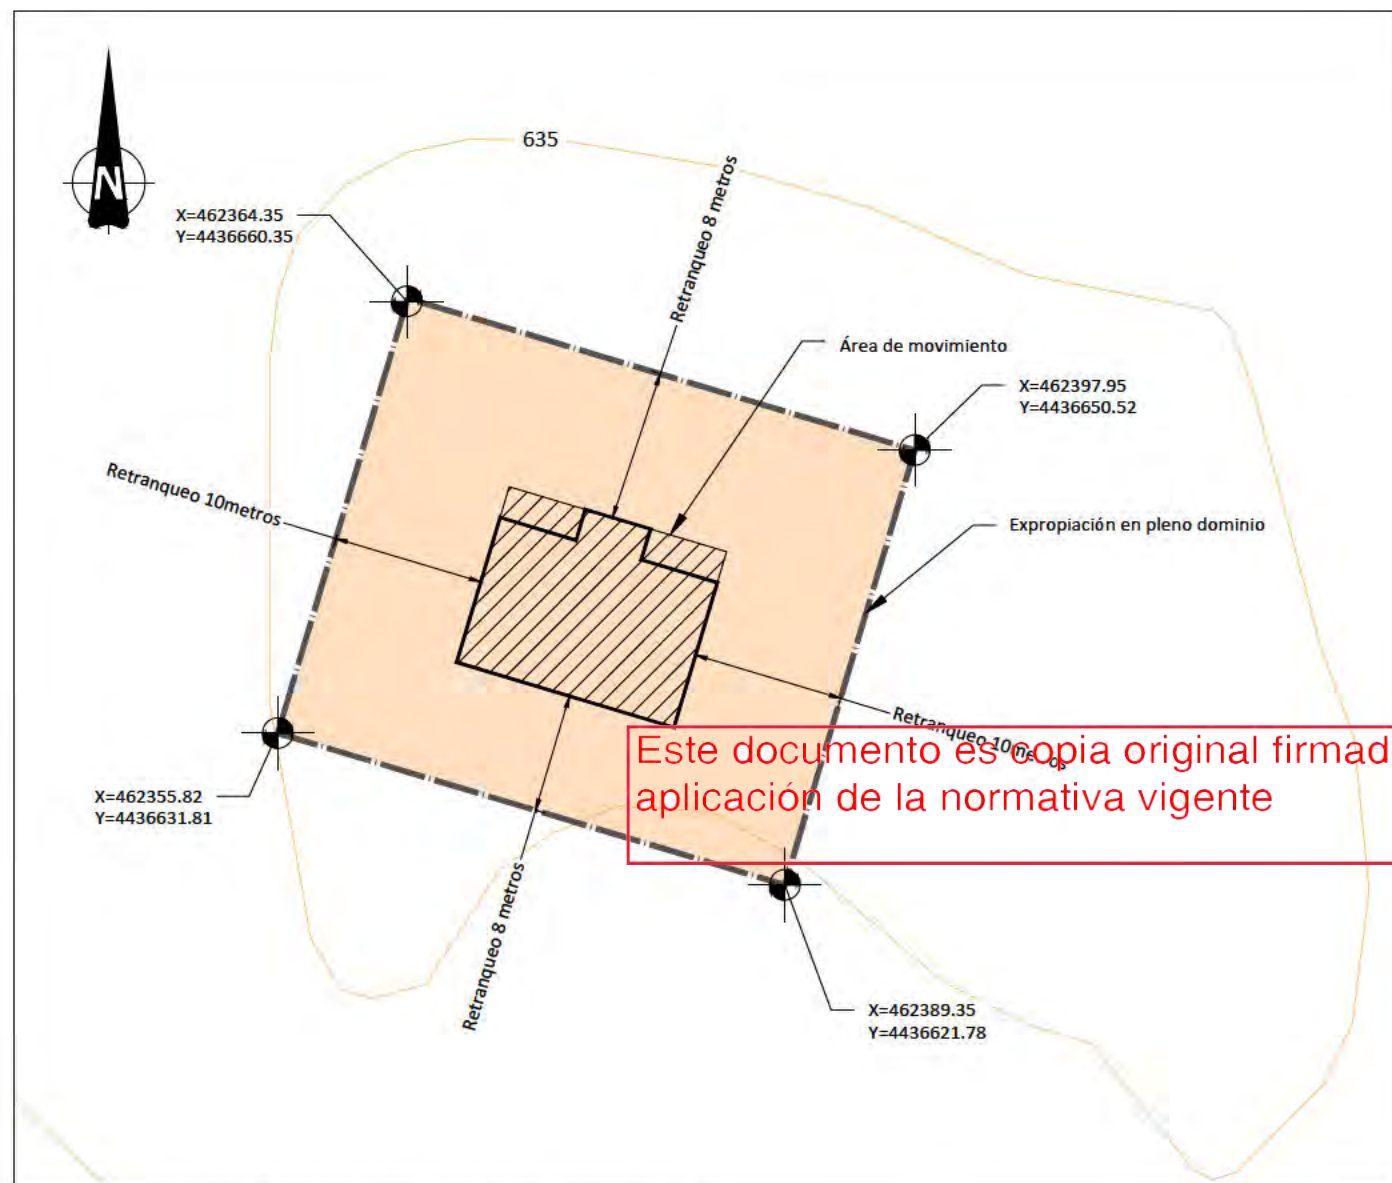 635
N
X=462364.35
Y=4436660.35
Retranqueo 8 metros
Área de movimiento
X=462397.95
Y=4436650.52
Retranqueo 10metros
Expropiación en pleno dominio
Retranqueo 10metros
Este documento es copia original firmad
aplicación de la normativa vigente
X=462355.82
Y=4436631.81
Retranqueo 8 metros
X=462389.35
Y=4436621.78